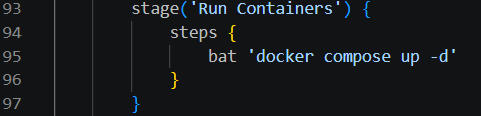 93 stage('Run Containers') {
94 steps {
95 bat 'docker compose up -d'
96 }
97 }